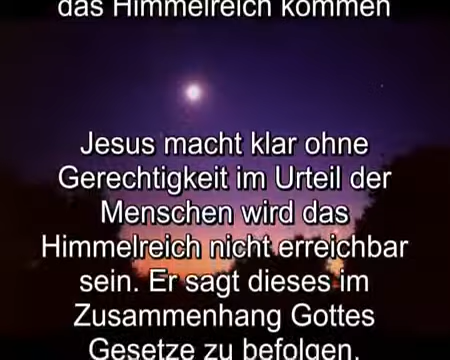 das Himmelreich kommen
Jesus macht klar ohne
Gerechtigkeit im Urteil der
Menschen wird das
Himmelreich nicht erreichbar
sein. Er sagt dieses im
Zusammenhang Gottes
Gesetze zu befolgen.